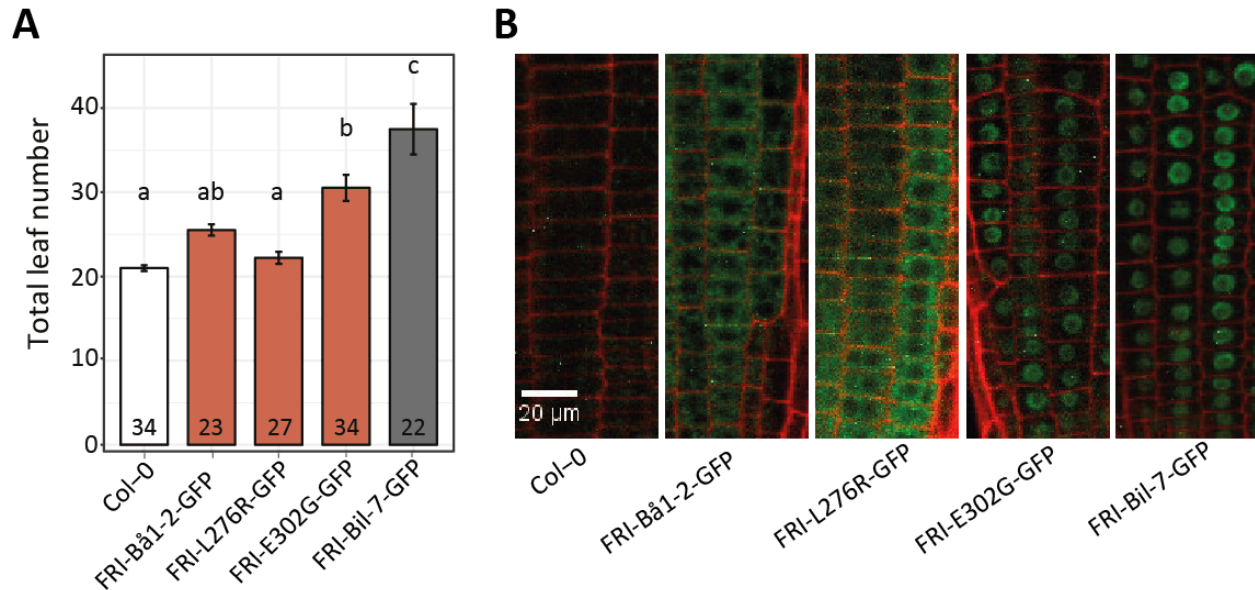 A
B
Total leaf number
40
30
20
10
0
a
ab
a
b
c
34
23
27
34
22
Col–0
FRI-Bå1-2-GFP
FRI-L276R-GFP
FRI-E302G-GFP
FRI-Bil-7-GFP
20 µm
Col–0
FRI-Bå1-2-GFP
FRI-L276R-GFP
FRI-E302G-GFP
FRI-Bil-7-GFP